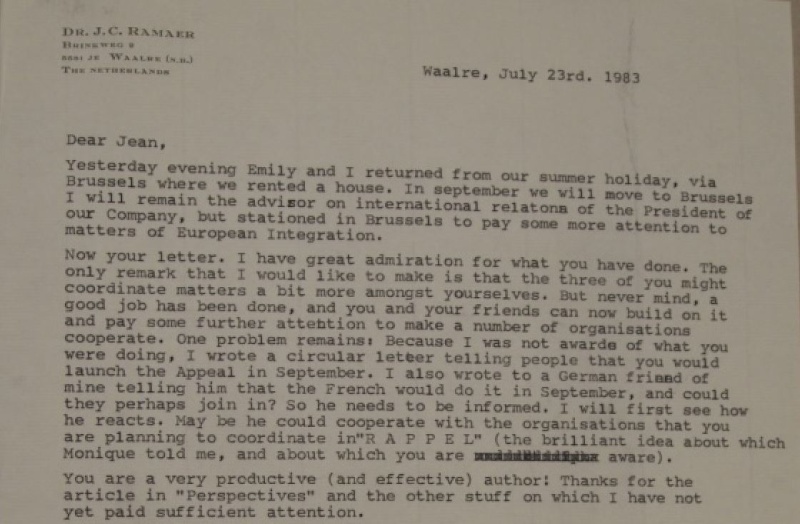 DR. J.C. RAMAER
WAALRE (N.B.)
THE NETHERLANDS
Waalre, July 23rd. 1983
Dear Jean,
Yesterday evening Emily and I returned from our summer holiday, via
Brussels where we rented a house. In september we will move to Brussels
I will remain the advisor on international relatons of the President of
our Company, but stationed in Brussels to pay some more attention to
matters of European Integration.
Now your letter. I have great admiration for what you have done. The
only remark that I would like to make is that the three of you might
coordinate matters a bit more amongst yourselves. But never mind, a
good job has been done, and you and your friends can now build on it
and pay some further attebtion to make a number of organisations
cooperate. One problem remains: Because I was not awarde of what you
were doing, I wrote a circular letter telling people that you would
launch the Appeal in September. I also wrote to a German friend of
mine telling him that the French would do it in September, and could
they perhaps join in? So he needs to be informed. I will first see how
he reacts. May be he could cooperate with the organisations that you
are planning to coordinate in"R A P P E L" (the brilliant idea about which
Monique told me, and about which you are aware).
You are a very productive (and effective) author! Thanks for the
article in "Perspectives" and the other stuff on which I have not
yet paid sufficient attention.